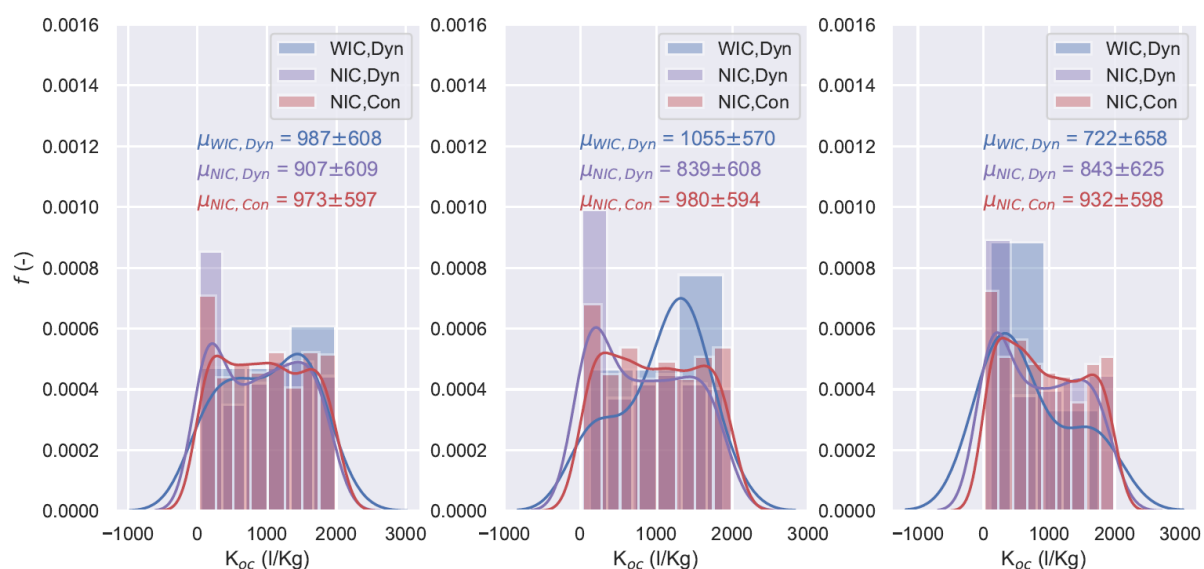 0.0016
0.0014
0.0012
0.0010
0.0008
0.0006
0.0004
0.0002
0.0000
f (-)
WIC,Dyn
NIC,Dyn
NIC,Con
μWIC,Dyn = 987±608
μNIC,Dyn = 907±609
μNIC,Con = 973±597
−1000 0 1000 2000 3000
Koc (l/Kg)
0.0016
0.0014
0.0012
0.0010
0.0008
0.0006
0.0004
0.0002
0.0000
WIC,Dyn
NIC,Dyn
NIC,Con
μWIC,Dyn = 1055±570
μNIC,Dyn = 839±608
μNIC,Con = 980±594
−1000 0 1000 2000 3000
Koc (l/Kg)
0.0016
0.0014
0.0012
0.0010
0.0008
0.0006
0.0004
0.0002
0.0000
WIC,Dyn
NIC,Dyn
NIC,Con
μWIC,Dyn = 722±658
μNIC,Dyn = 843±625
μNIC,Con = 932±598
−1000 0 1000 2000 3000
Koc (l/Kg)